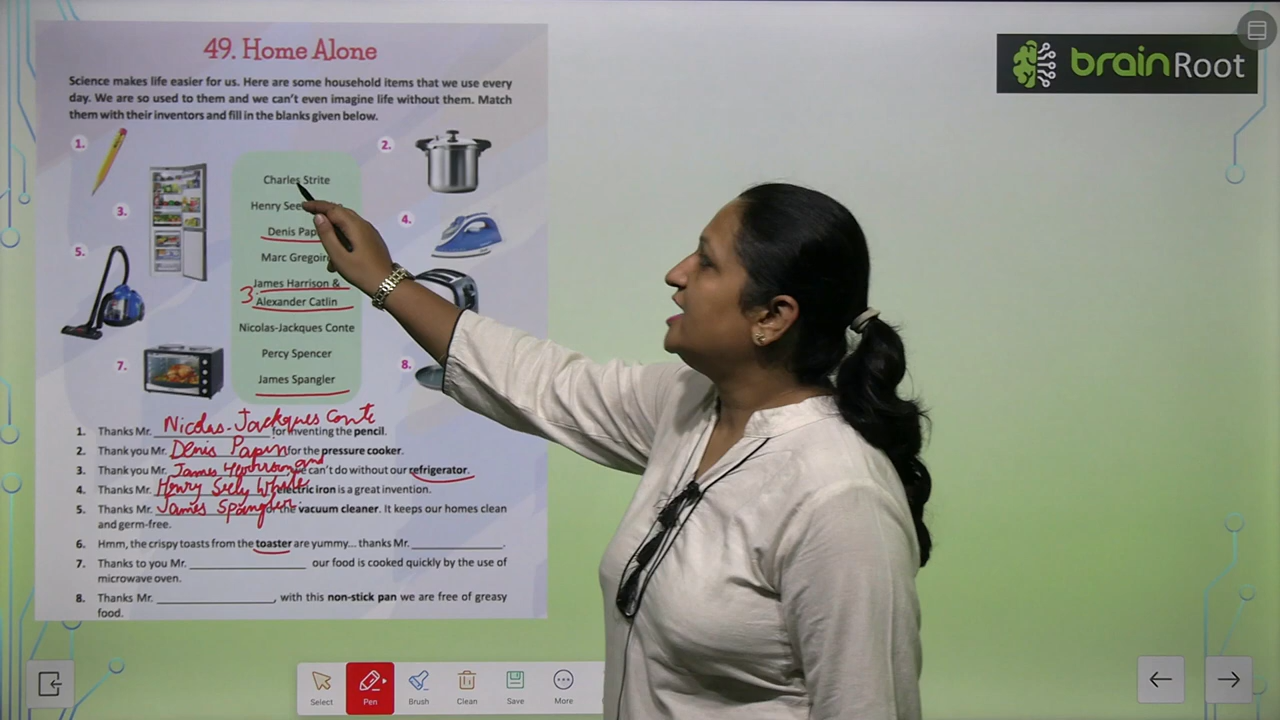 49. Home Alone
brainRoot
Science makes life easier for us. Here are some household items that we use every
day. We are so used to them and we can't even imagine life without them. Match
them with their inventors and fill in the blanks given below.
1.
2.
3.
4.
5.
7.
8.
Charles Strite
Henry See
Denis Pap
Marc Gregoir
3. James Harrison &
Alexander Catlin
Nicolas-Jackques Conte
Percy Spencer
James Spangler
1. Thanks Mr. Nicolas-Jackques Conte for inventing the pencil.
2. Thank you Mr. Denis Papin for the pressure cooker.
3. Thank you Mr. James Harrison and can't do without our refrigerator.
4. Thanks Mr. Henry Seely White electric iron is a great invention.
5. Thanks Mr. James Spangler the vacuum cleaner. It keeps our homes clean
and germ-free.
6. Hmm, the crispy toasts from the toaster are yummy... thanks Mr. ____________.
7. Thanks to you Mr. ____________ our food is cooked quickly by the use of
microwave oven.
8. Thanks Mr. ____________, with this non-stick pan we are free of greasy
food.
Select
Pen
Brush
Clean
Save
More